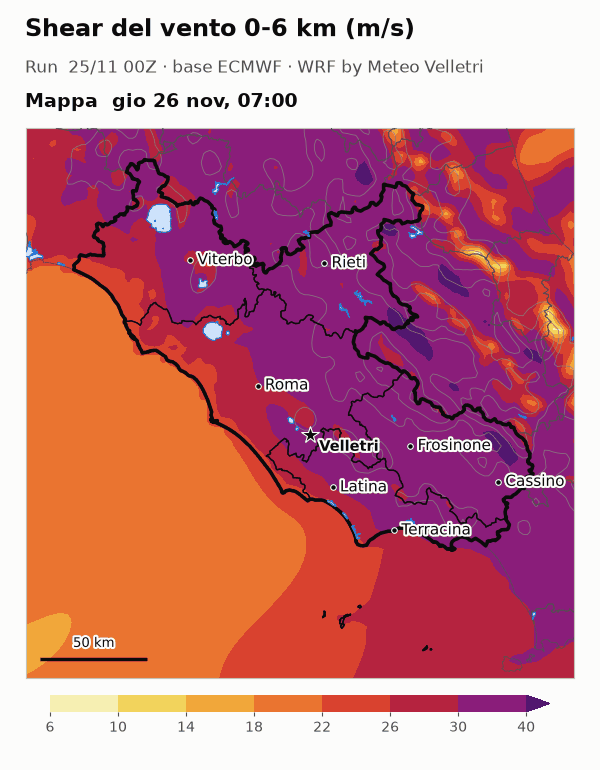 Shear del vento 0-6 km (m/s)
Run  25/11 00Z · base ECMWF · WRF by Meteo Velletri
Mappa  gio 26 nov, 07:00
Viterbo
Rieti
Roma
Velletri
Frosinone
Cassino
Latina
Terracina
50 km
6 10 14 18 22 26 30 40